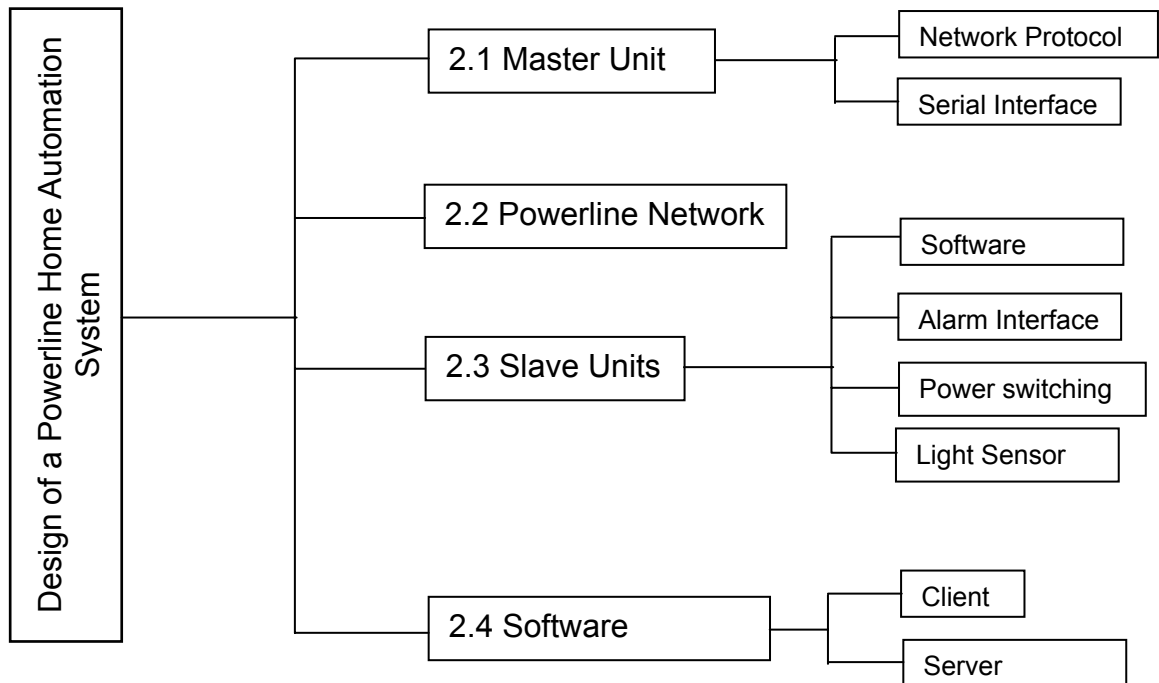 Design of a Powerline Home Automation
System
2.1 Master Unit
Network Protocol
Serial Interface
2.2 Powerline Network
2.3 Slave Units
Software
Alarm Interface
Power switching
Light Sensor
2.4 Software
Client
Server